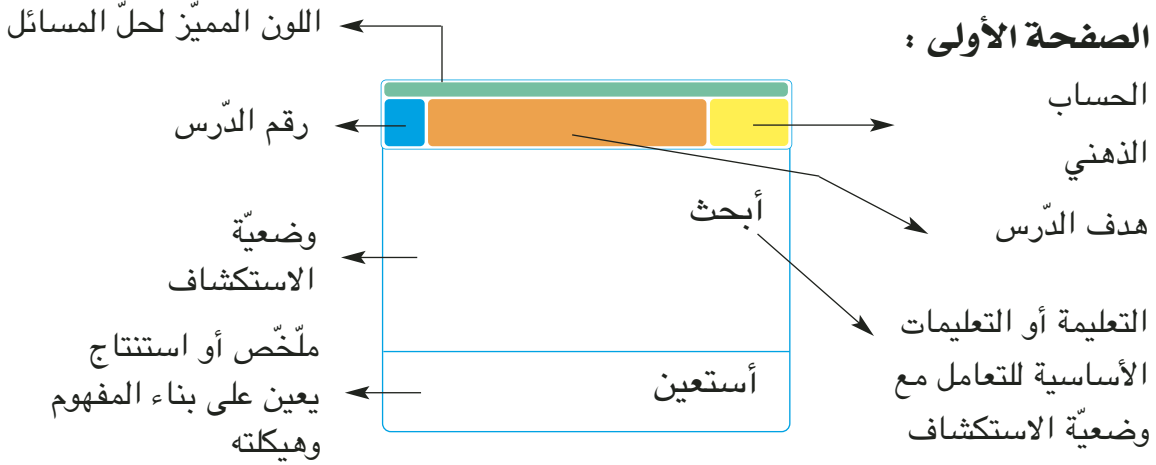 الصفحة الأولى :
الحساب
الذهني
هدف الدّرس
التعليمة أو التعليمات
الأساسية للتعامل مع
وضعيّة الاستكشاف
أبحث
أستعين
اللون المميّز لحلّ المسائل
رقم الدّرس
وضعيّة
الاستكشاف
ملّخّص أو استنتاج
يعين على بناء المفهوم
وهيكلته